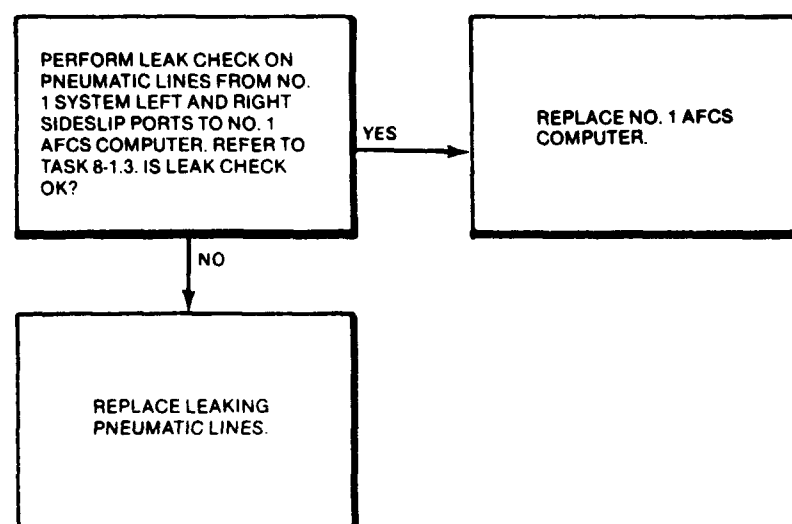 PERFORM LEAK CHECK ON
PNEUMATIC LINES FROM NO.
1 SYSTEM LEFT AND RIGHT
SIDESLIP PORTS TO NO. 1
AFCS COMPUTER. REFER TO
TASK 8-1.3. IS LEAK CHECK
OK?
YES
REPLACE NO. 1 AFCS
COMPUTER.
NO
REPLACE LEAKING
PNEUMATIC LINES.